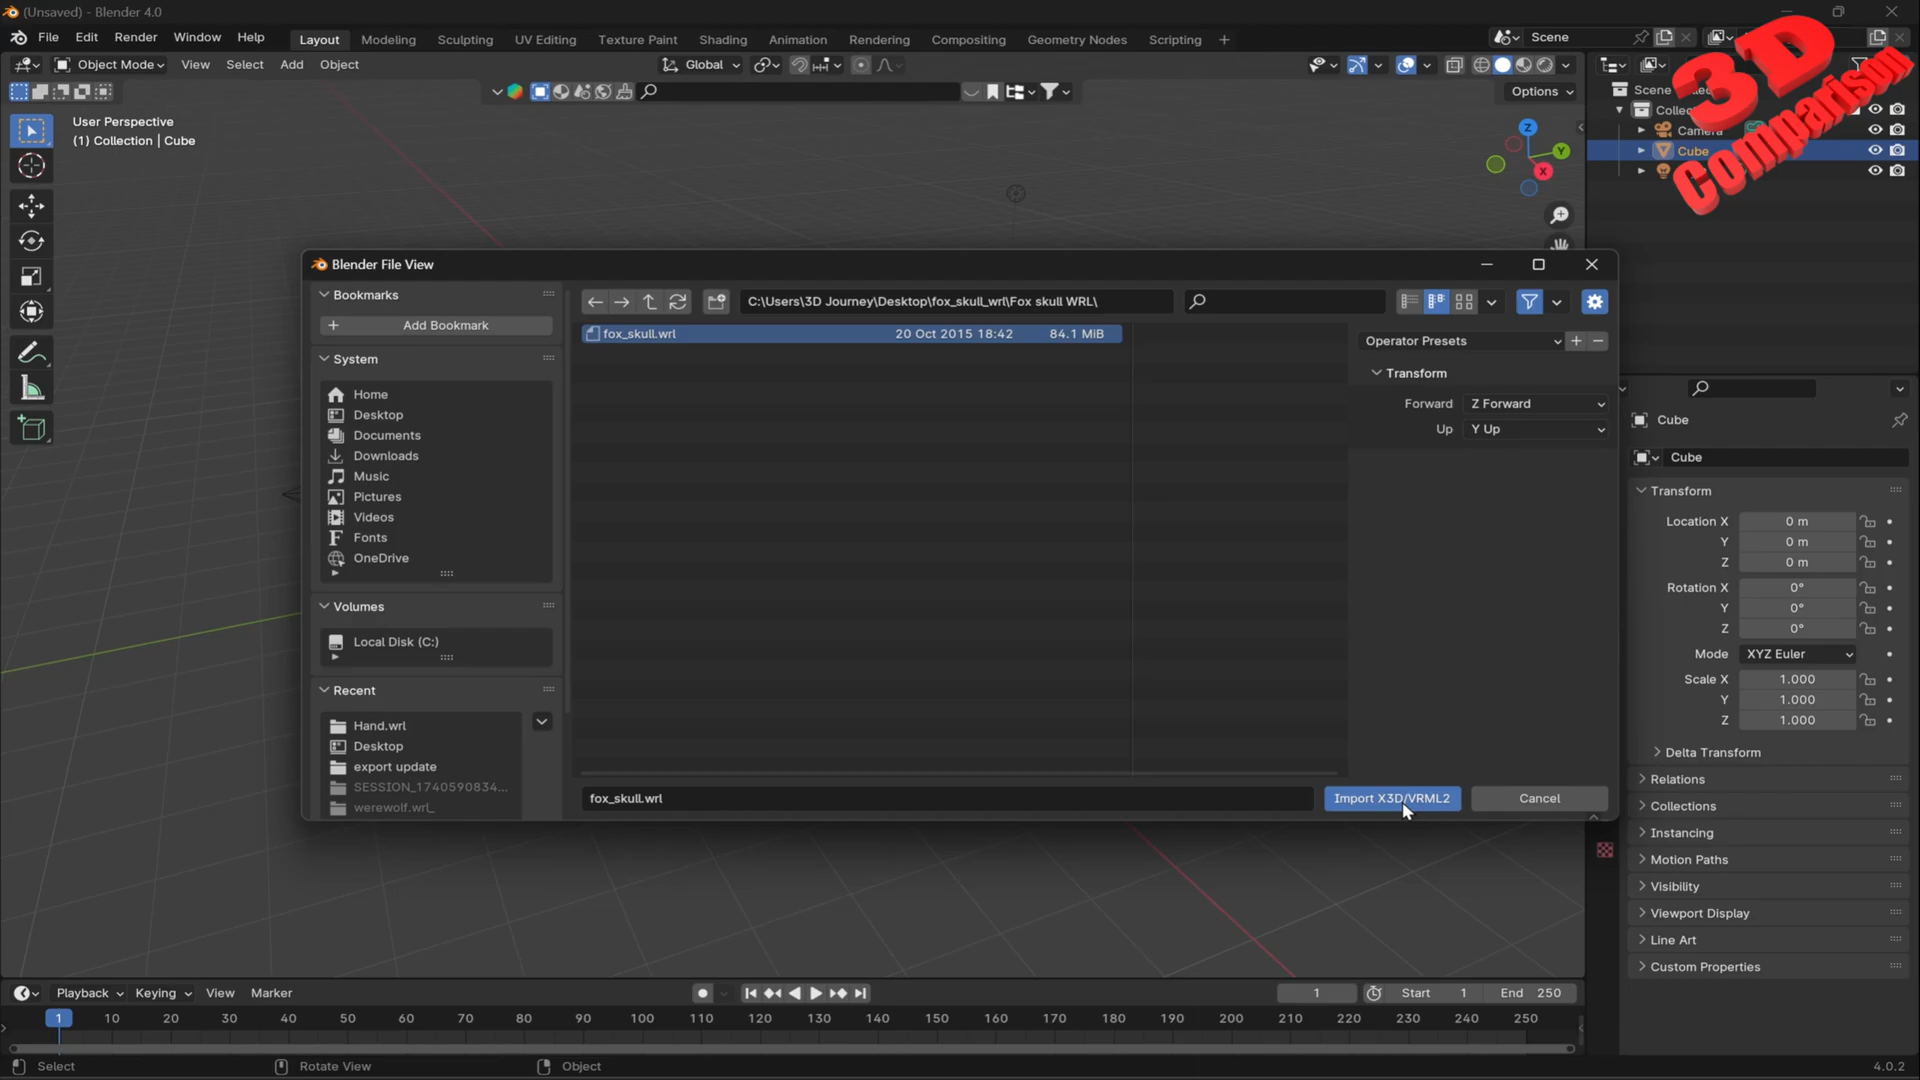 (Unsaved) - Blender 4.0
File Edit Render Window Help Layout Modeling Sculpting UV Editing Texture Paint Shading Animation Rendering Compositing Geometry Nodes Scripting + Scene
Object Mode View Select Add Object Global
Options
User Perspective
(1) Collection | Cube
Z
Y
X
3D
Comparison
Scene
Camera
Cube
Blender File View
Bookmarks
Add Bookmark
System
Home
Desktop
Documents
Downloads
Music
Pictures
Videos
Fonts
OneDrive
Volumes
Local Disk (C:)
Recent
Hand.wrl
Desktop
export update
SESSION_1740590834...
werewolf.wrl_
C:\Users\3D Journey\Desktop\fox_skull_wrl\Fox skull WRL\
fox_skull.wrl 20 Oct 2015 18:42 84.1 MiB
Operator Presets
Transform
Forward Z Forward
Up Y Up
fox_skull.wrl
Import X3D/VRML2
Cancel
Cube
Cube
Transform
Location X 0 m
Y 0 m
Z 0 m
Rotation X 0°
Y 0°
Z 0°
Mode XYZ Euler
Scale X 1.000
Y 1.000
Z 1.000
Delta Transform
Relations
Collections
Instancing
Motion Paths
Visibility
Viewport Display
Line Art
Custom Properties
Playback Keying View Marker 1 Start 1 End 250
1 10 20 30 40 50 60 70 80 90 100 110 120 130 140 150 160 170 180 190 200 210 220 230 240 250
Select Rotate View Object 4.0.2